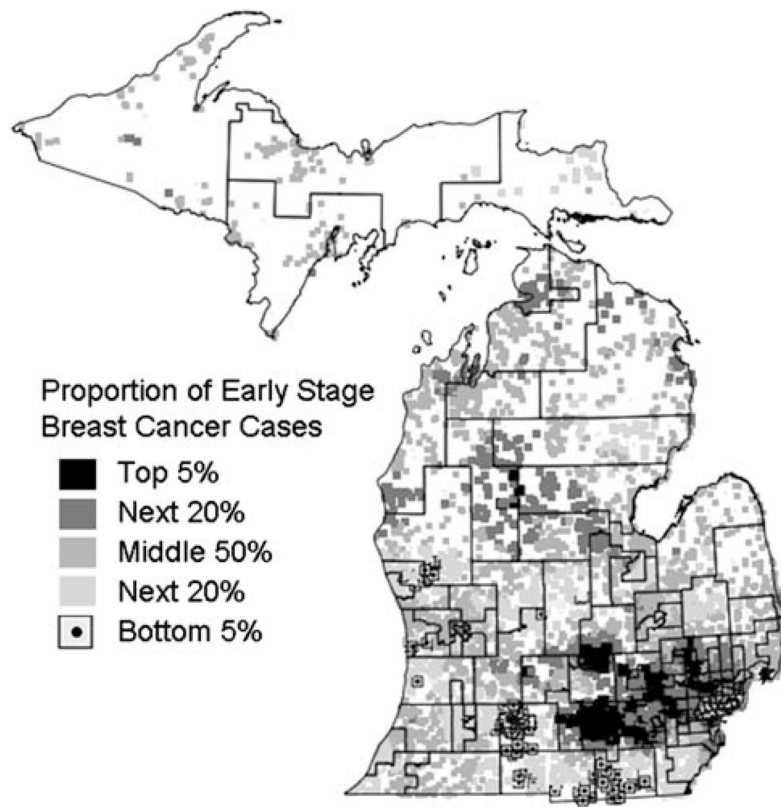 Proportion of Early Stage
Breast Cancer Cases
Top 5%
Next 20%
Middle 50%
Next 20%
Bottom 5%